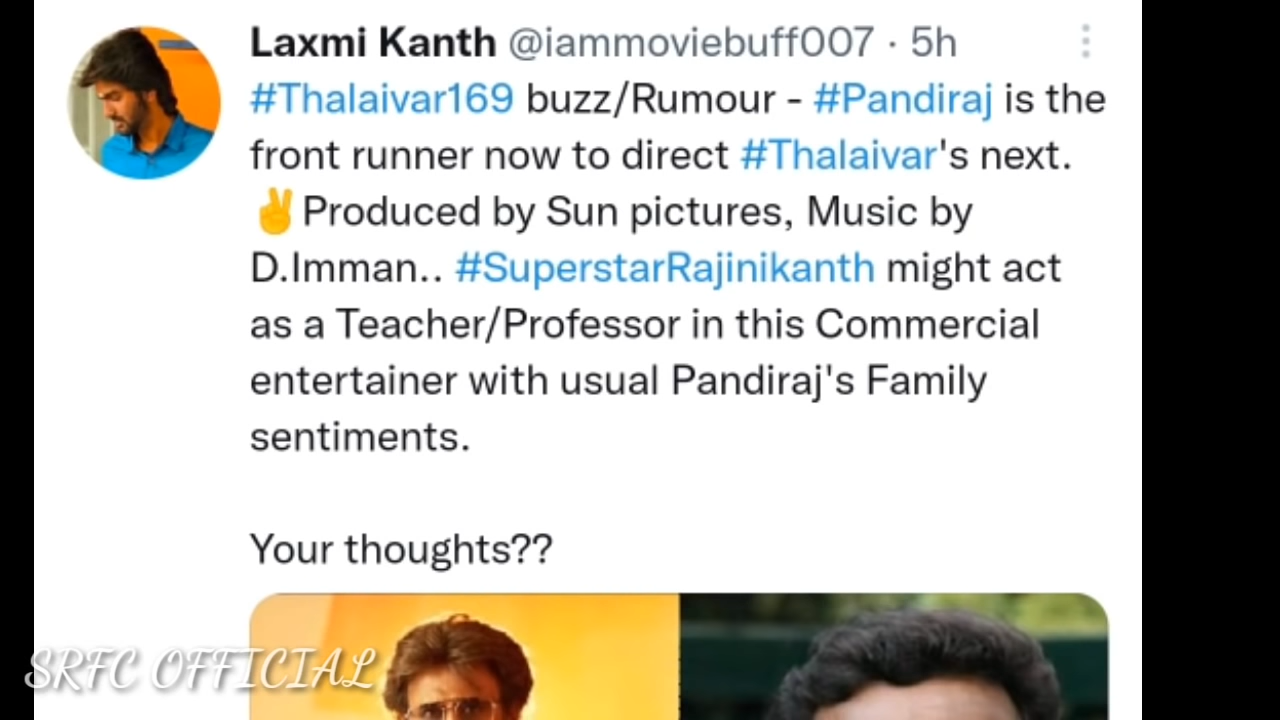 Laxmi Kanth @iammoviebuff007 · 5h
#Thalaivar169 buzz/Rumour - #Pandiraj is the
front runner now to direct #Thalaivar's next.
✌Produced by Sun pictures, Music by
D.Imman.. #SuperstarRajinikanth might act
as a Teacher/Professor in this Commercial
entertainer with usual Pandiraj's Family
sentiments.
Your thoughts??
SRFC OFFICIAL